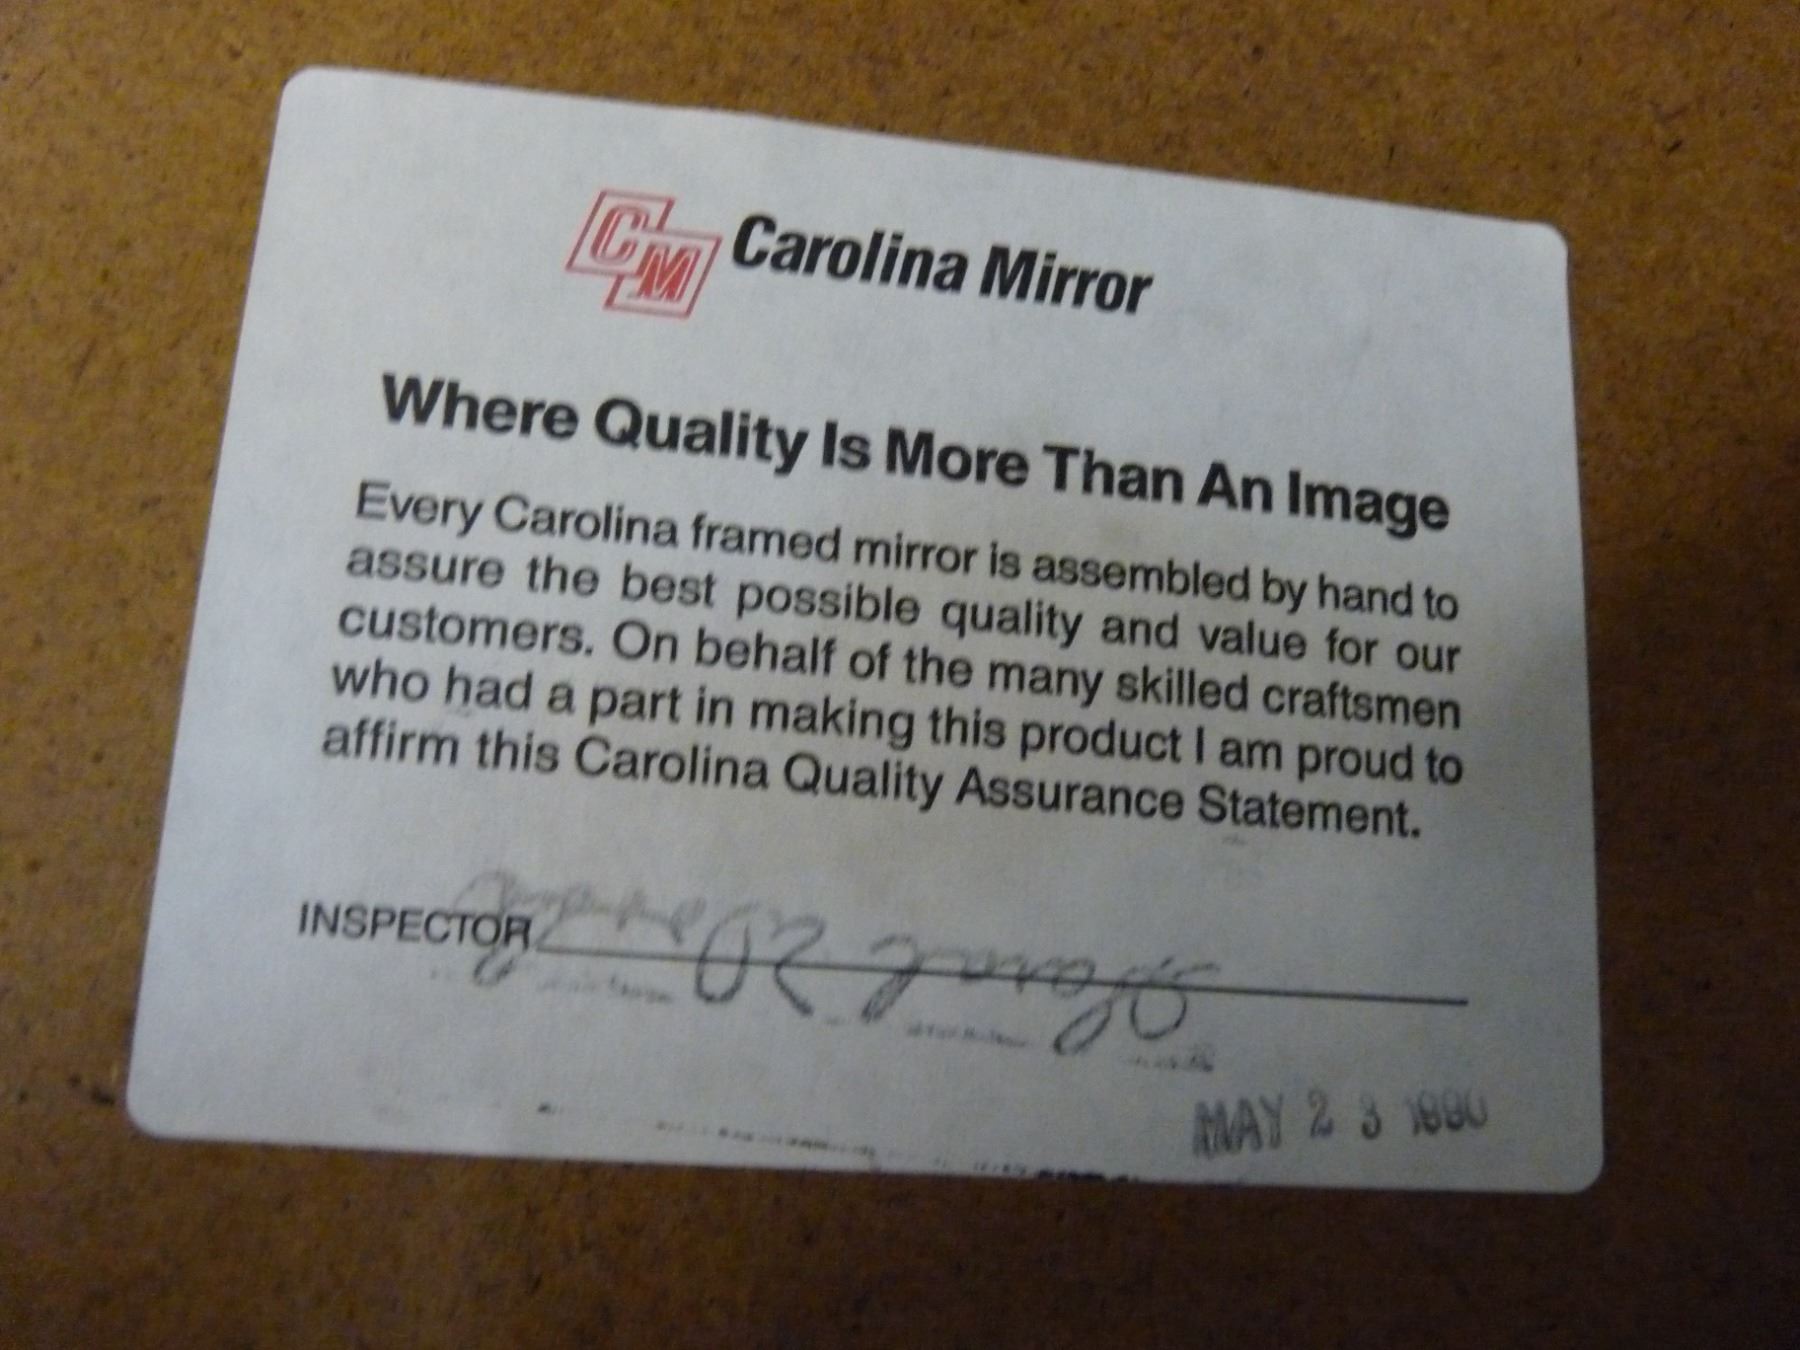 CM Carolina Mirror
Where Quality Is More Than An Image
Every Carolina framed mirror is assembled by hand to
assure the best possible quality and value for our
customers. On behalf of the many skilled craftsmen
who had a part in making this product I am proud to
affirm this Carolina Quality Assurance Statement.
INSPECTOR
MAY 23 1990